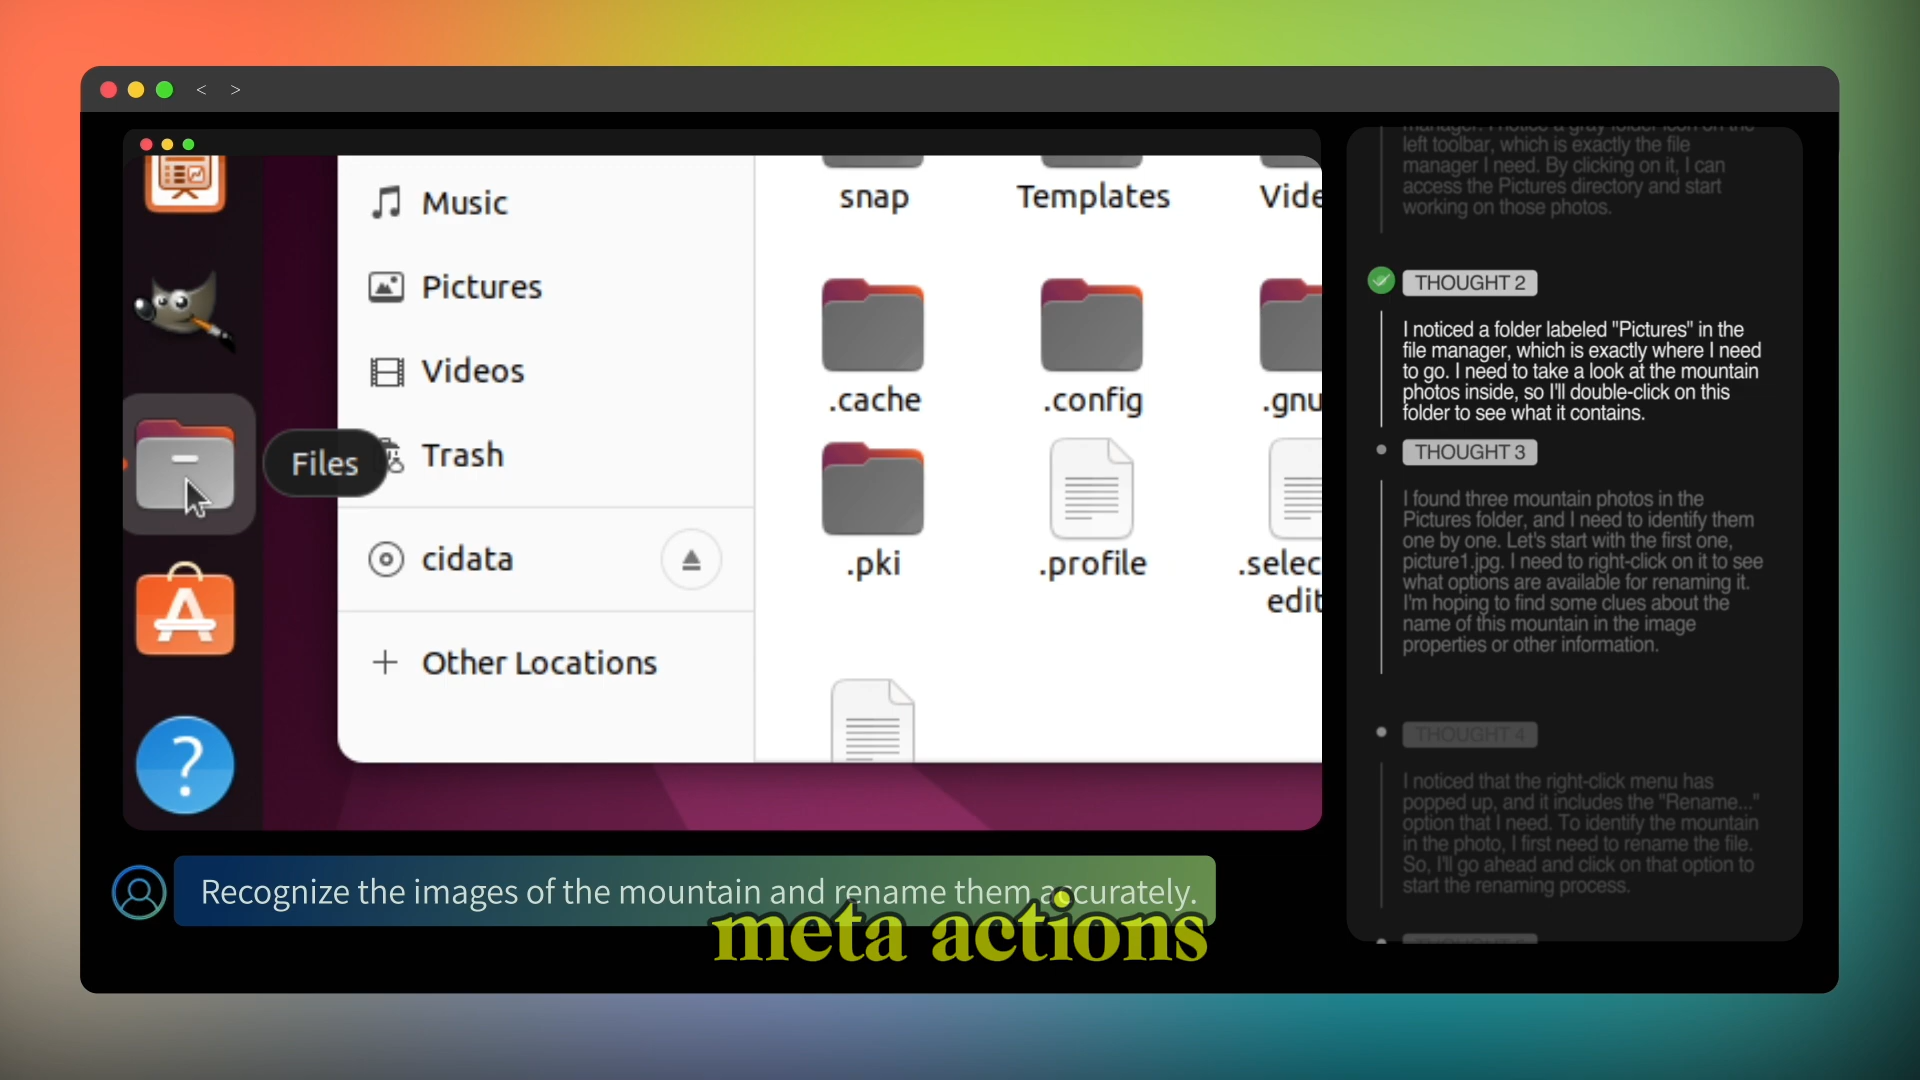 < >
Music
Pictures
Videos
Trash
cidata
Other Locations
Files
snap
Templates
Vide
.cache
.config
.gnu
.pki
.profile
.selec
edit
manager. I notice a gray folder icon on the
left toolbar, which is exactly the file
manager I need. By clicking on it, I can
access the Pictures directory and start
working on those photos.
THOUGHT 2
I noticed a folder labeled "Pictures" in the
file manager, which is exactly where I need
to go. I need to take a look at the mountain
photos inside, so I'll double-click on this
folder to see what it contains.
THOUGHT 3
I found three mountain photos in the
Pictures folder, and I need to identify them
one by one. Let's start with the first one,
picture1.jpg. I need to right-click on it to see
what options are available for renaming it.
I'm hoping to find some clues about the
name of this mountain in the image
properties or other information.
THOUGHT 4
I noticed that the right-click menu has
popped up, and it includes the "Rename..."
option that I need. To identify the mountain
in the photo, I first need to rename the file.
So, I'll go ahead and click on that option to
start the renaming process.
Recognize the images of the mountain and rename them accurately.
meta actions